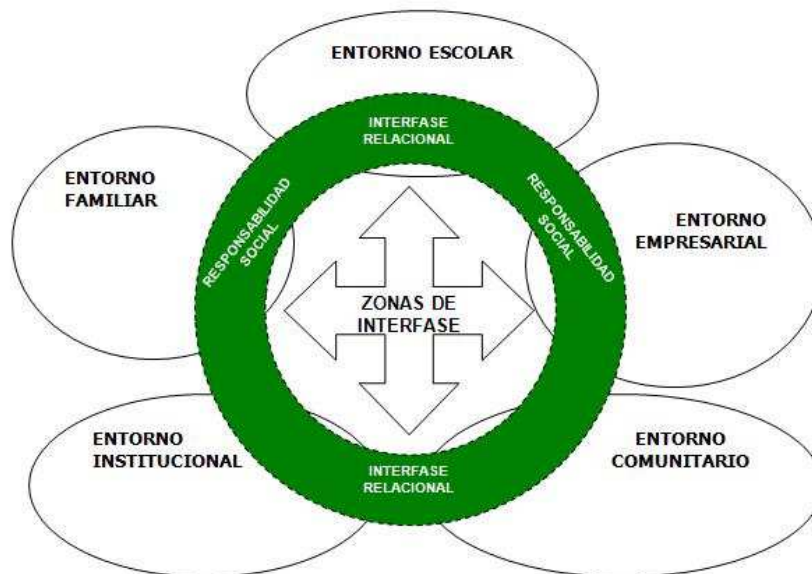 ENTORNO ESCOLAR
INTERFASE
RELACIONAL
ENTORNO
FAMILIAR
RESPONSABILIDAD
SOCIAL
RESPONSABILIDAD
SOCIAL
ENTORNO
EMPRESARIAL
ZONAS DE
INTERFASE
ENTORNO
INSTITUCIONAL
INTERFASE
RELACIONAL
ENTORNO
COMUNITARIO